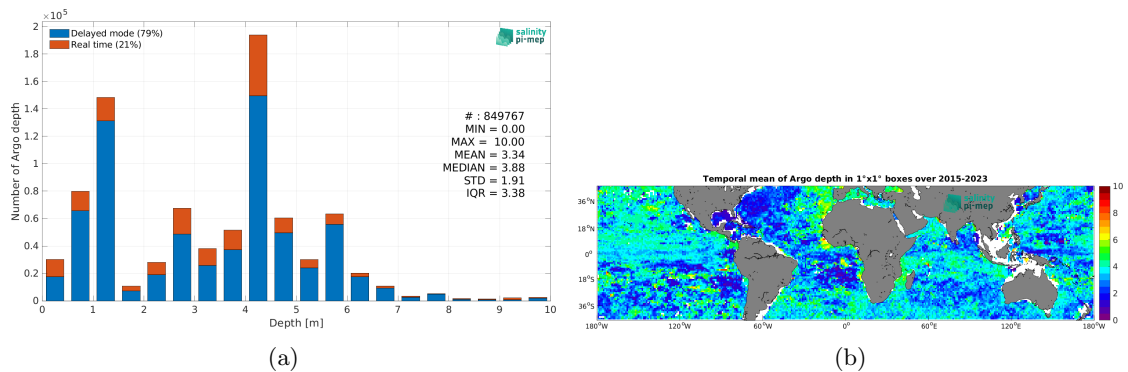 ×10⁵
2
1.8
1.6
1.4
1.2
1
0.8
0.6
0.4
0.2
0
Number of Argo depth
Delayed mode (79%)
Real time (21%)
salinity
pi-mep
# : 849767
MIN = 0.00
MAX = 10.00
MEAN = 3.34
MEDIAN = 3.88
STD = 1.91
IQR = 3.38
0 1 2 3 4 5 6 7 8 9 10
Depth [m]
(a)
Temporal mean of Argo depth in 1°x1° boxes over 2015-2023
salinity
pi-mep
36°N
18°N
0°
18°S
36°S
180°W 120°W 60°W 0° 60°E 120°E 180°W
10
8
6
4
2
0
(b)